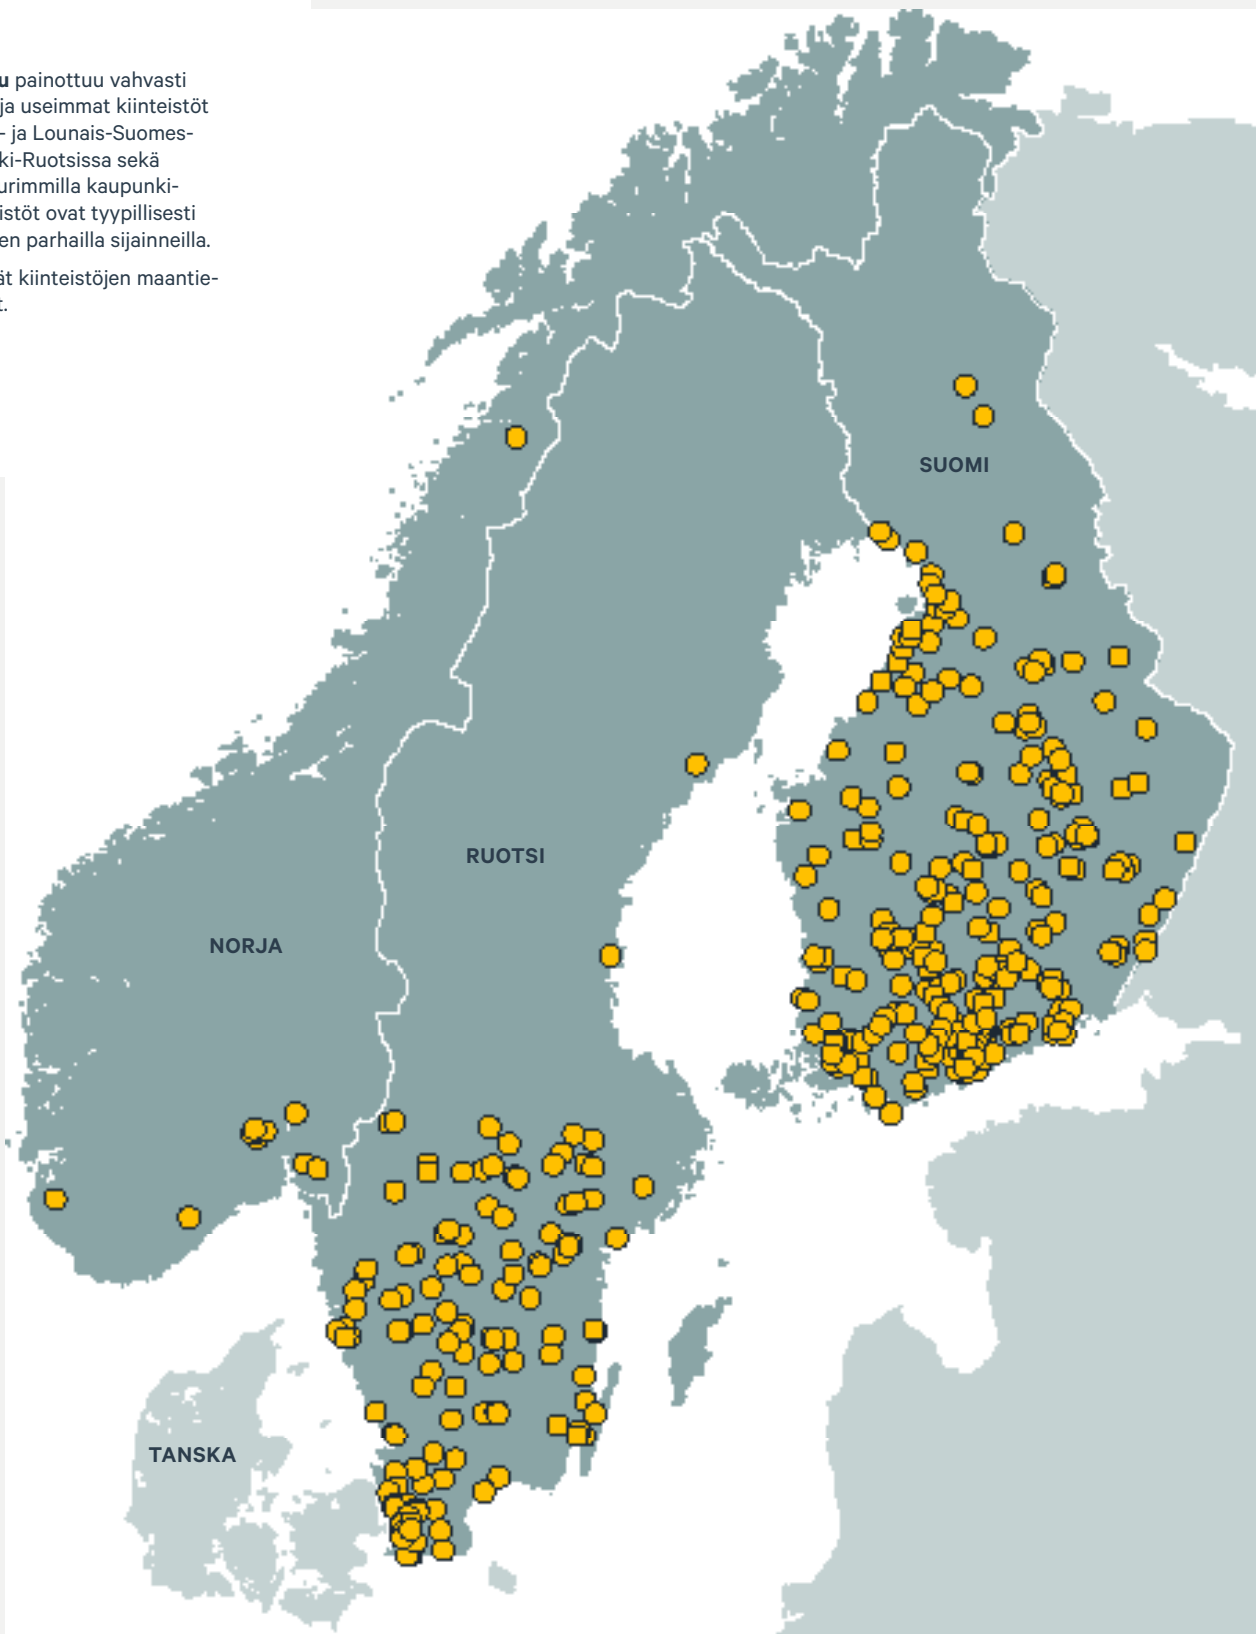 u painottuu vahvasti
ja useimmat kiinteistöt
- ja Lounais-Suomes-
ki-Ruotsissa sekä
urimmilla kaupunki-
istöt ovat tyypillisesti
en parhailla sijainneilla.
ät kiinteistöjen maantie-
t.
SUOMI
RUOTSI
NORJA
TANSKA